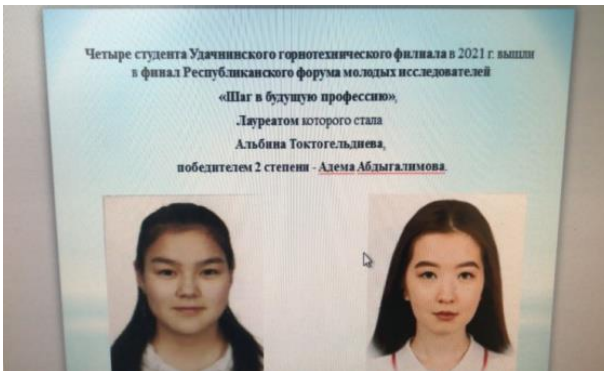 Четыре студента Удачнинского горнотехнического филиала в 2021 г. вышли
в финал Республиканского форума молодых исследователей
«Шаг в будущую профессию»,
Лауреатом которого стала
Альбина Токтогельдиева,
победителем 2 степени - Адема Абдыгалимова.